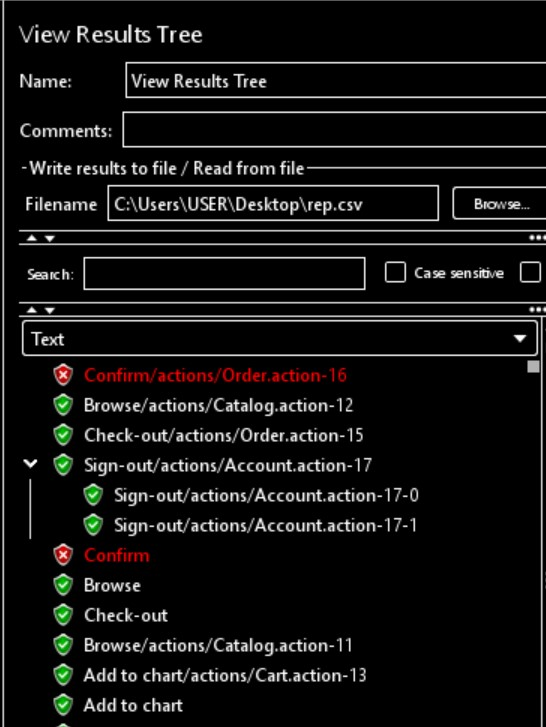 View Results Tree
Name: View Results Tree
Comments:
Write results to file / Read from file
Filename C:\Users\USER\Desktop\rep.csv Browse...
Search: Case sensitive
Text
Confirm/actions/Order.action-16
Browse/actions/Catalog.action-12
Check-out/actions/Order.action-15
Sign-out/actions/Account.action-17
Sign-out/actions/Account.action-17-0
Sign-out/actions/Account.action-17-1
Confirm
Browse
Check-out
Browse/actions/Catalog.action-11
Add to chart/actions/Cart.action-13
Add to chart